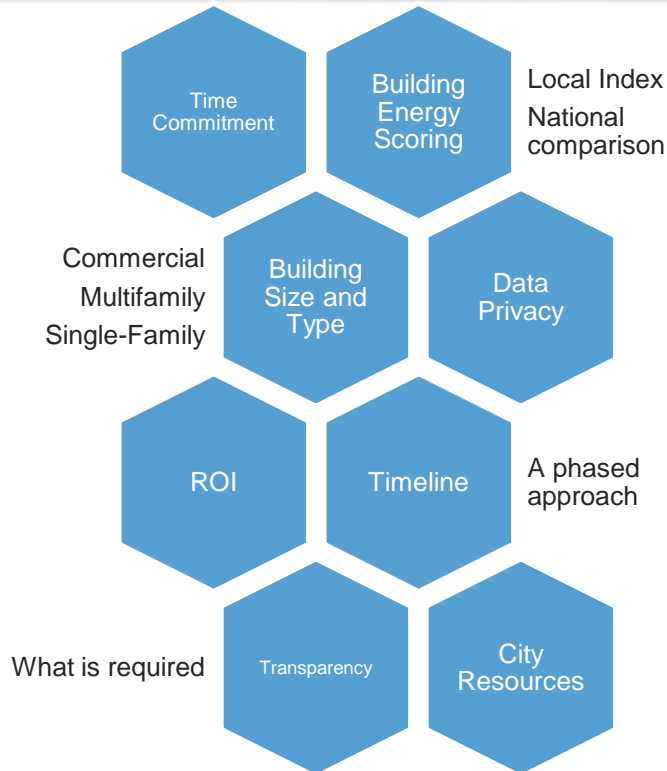 Time
Commitment
Building
Energy
Scoring
Local Index
National
comparison
Commercial
Multifamily
Single-Family
Building
Size and
Type
Data
Privacy
ROI
Timeline
A phased
approach
What is required
Transparency
City
Resources